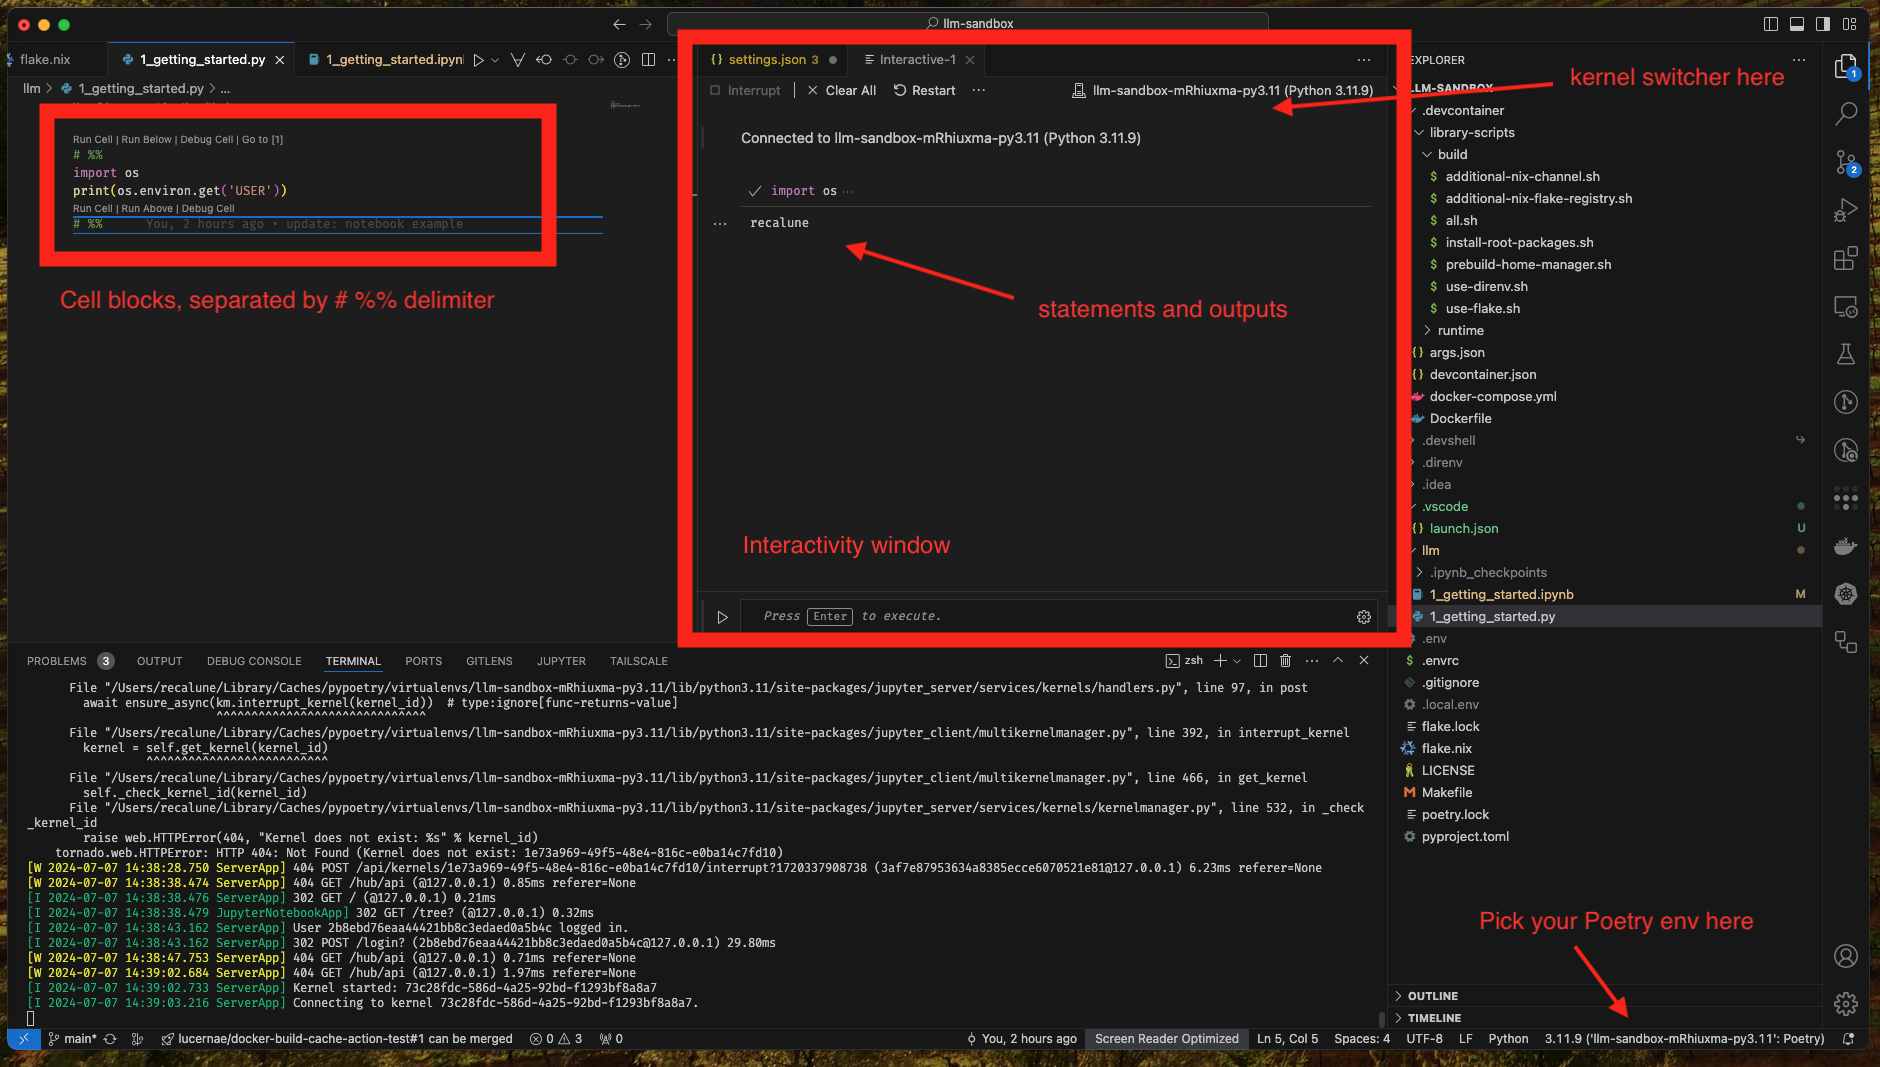 llm-sandbox
flake.nix
1_getting_started.py
1_getting_started.ipynl
llm > 1_getting_started.py > ...
Run Cell | Run Below | Debug Cell | Go to [1]
# %%
import os
print(os.environ.get('USER'))
Run Cell | Run Above | Debug Cell
# %% You, 2 hours ago • update: notebook example
Cell blocks, separated by # %% delimiter
settings.json 3
Interactive-1
Interrupt | Clear All Restart ...
llm-sandbox-mRhiuxma-py3.11 (Python 3.11.9)
Connected to llm-sandbox-mRhiuxma-py3.11 (Python 3.11.9)
import os ...
recalune
statements and outputs
Interactivity window
Press Enter to execute.
kernel switcher here
EXPLORER
LLM-SANDBOX
.devcontainer
library-scripts
build
$ additional-nix-channel.sh
$ additional-nix-flake-registry.sh
$ all.sh
$ install-root-packages.sh
$ prebuild-home-manager.sh
$ use-direnv.sh
$ use-flake.sh
runtime
{} args.json
{} devcontainer.json
docker-compose.yml
Dockerfile
.devshell
.direnv
.idea
.vscode
{} launch.json U
llm
.ipynb_checkpoints
1_getting_started.ipynb M
1_getting_started.py
.env
$ .envrc
.gitignore
.local.env
flake.lock
flake.nix
LICENSE
Makefile
poetry.lock
pyproject.toml
Pick your Poetry env here
OUTLINE
TIMELINE
1
2
PROBLEMS 3 OUTPUT DEBUG CONSOLE TERMINAL PORTS GITLENS JUPYTER TAILSCALE
zsh
File "/Users/recalune/Library/Caches/pypoetry/virtualenvs/llm-sandbox-mRhiuxma-py3.11/lib/python3.11/site-packages/jupyter_server/services/kernels/handlers.py", line 97, in post
await ensure_async(km.interrupt_kernel(kernel_id)) # type:ignore[func-returns-value]
^^^^^^^^^^^^^^^^^^^^^^^^^^^^^^
File "/Users/recalune/Library/Caches/pypoetry/virtualenvs/llm-sandbox-mRhiuxma-py3.11/lib/python3.11/site-packages/jupyter_client/multikernelmanager.py", line 392, in interrupt_kernel
kernel = self.get_kernel(kernel_id)
^^^^^^^^^^^^^^^^^^^^^^^^^^
File "/Users/recalune/Library/Caches/pypoetry/virtualenvs/llm-sandbox-mRhiuxma-py3.11/lib/python3.11/site-packages/jupyter_client/multikernelmanager.py", line 466, in get_kernel
self._check_kernel_id(kernel_id)
File "/Users/recalune/Library/Caches/pypoetry/virtualenvs/llm-sandbox-mRhiuxma-py3.11/lib/python3.11/site-packages/jupyter_server/services/kernels/kernelmanager.py", line 532, in _check
_kernel_id
raise web.HTTPError(404, "Kernel does not exist: %s" % kernel_id)
tornado.web.HTTPError: HTTP 404: Not Found (Kernel does not exist: 1e73a969-49f5-48e4-816c-e0ba14c7fd10)
[W 2024-07-07 14:38:28.750 ServerApp] 404 POST /api/kernels/1e73a969-49f5-48e4-816c-e0ba14c7fd10/interrupt?1720337908738 (3af7e87953634a8385ecce6070521e81@127.0.0.1) 6.23ms referer=None
[W 2024-07-07 14:38:38.474 ServerApp] 404 GET /hub/api (@127.0.0.1) 0.85ms referer=None
[I 2024-07-07 14:38:38.476 ServerApp] 302 GET / (@127.0.0.1) 0.21ms
[I 2024-07-07 14:38:38.479 JupyterNotebookApp] 302 GET /tree? (@127.0.0.1) 0.32ms
[I 2024-07-07 14:38:43.162 ServerApp] User 2b8ebd76eaa44421bb8c3edaed0a5b4c logged in.
[I 2024-07-07 14:38:43.162 ServerApp] 302 POST /login? (2b8ebd76eaa44421bb8c3edaed0a5b4c@127.0.0.1) 29.80ms
[W 2024-07-07 14:38:47.753 ServerApp] 404 GET /hub/api (@127.0.0.1) 0.71ms referer=None
[W 2024-07-07 14:39:02.684 ServerApp] 404 GET /hub/api (@127.0.0.1) 1.97ms referer=None
[I 2024-07-07 14:39:02.733 ServerApp] Kernel started: 73c28fdc-586d-4a25-92bd-f1293bf8a8a7
[I 2024-07-07 14:39:03.216 ServerApp] Connecting to kernel 73c28fdc-586d-4a25-92bd-f1293bf8a8a7.
main* lucernae/docker-build-cache-action-test#1 can be merged 0 3 0 You, 2 hours ago Screen Reader Optimized Ln 5, Col 5 Spaces: 4 UTF-8 LF Python 3.11.9 ('llm-sandbox-mRhiuxma-py3.11': Poetry)